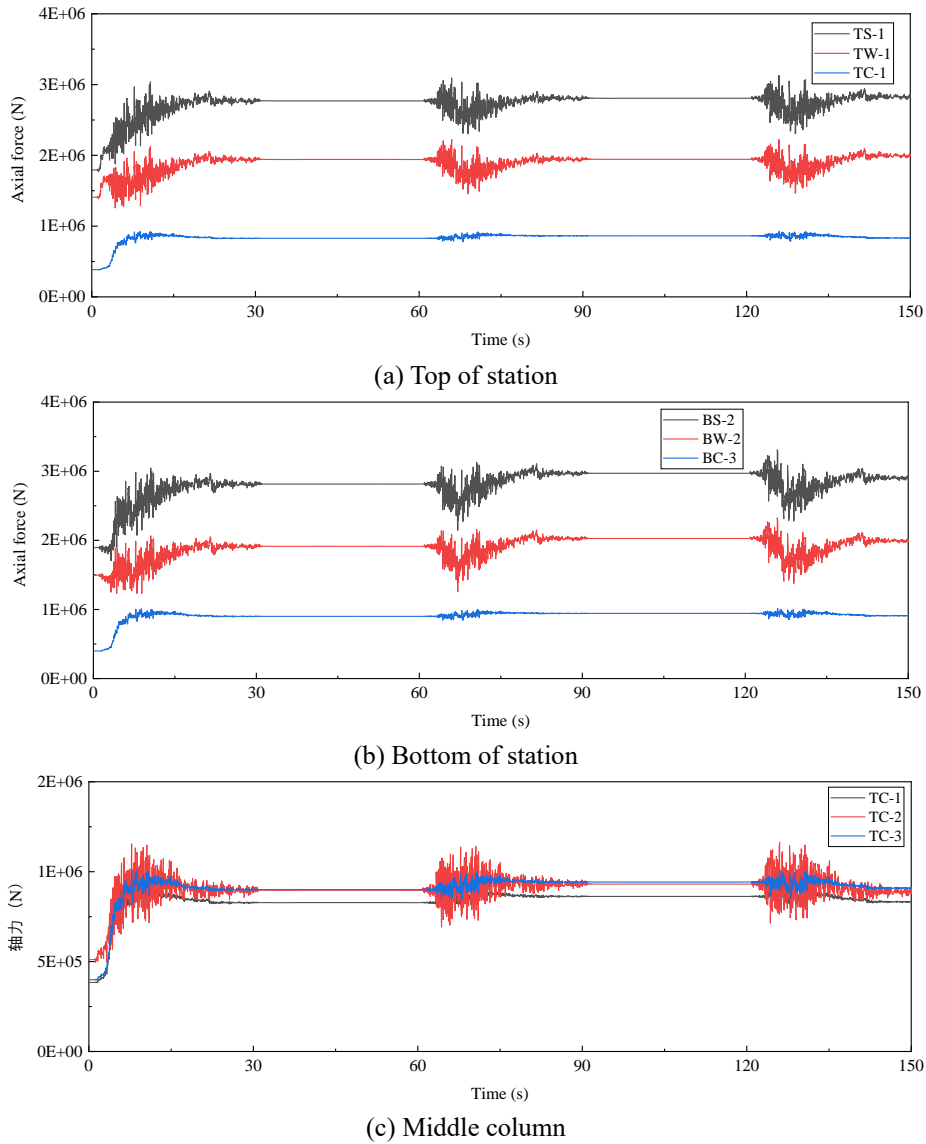 4E+06
3E+06
2E+06
1E+06
0E+00
Axial force (N)
TS-1
TW-1
TC-1
0 30 60 90 120 150
Time (s)
(a) Top of station
4E+06
3E+06
2E+06
1E+06
0E+00
Axial force (N)
BS-2
BW-2
BC-3
0 30 60 90 120 150
Time (s)
(b) Bottom of station
2E+06
1E+06
5E+05
0E+00
轴力 (N)
TC-1
TC-2
TC-3
0 30 60 90 120 150
Time (s)
(c) Middle column